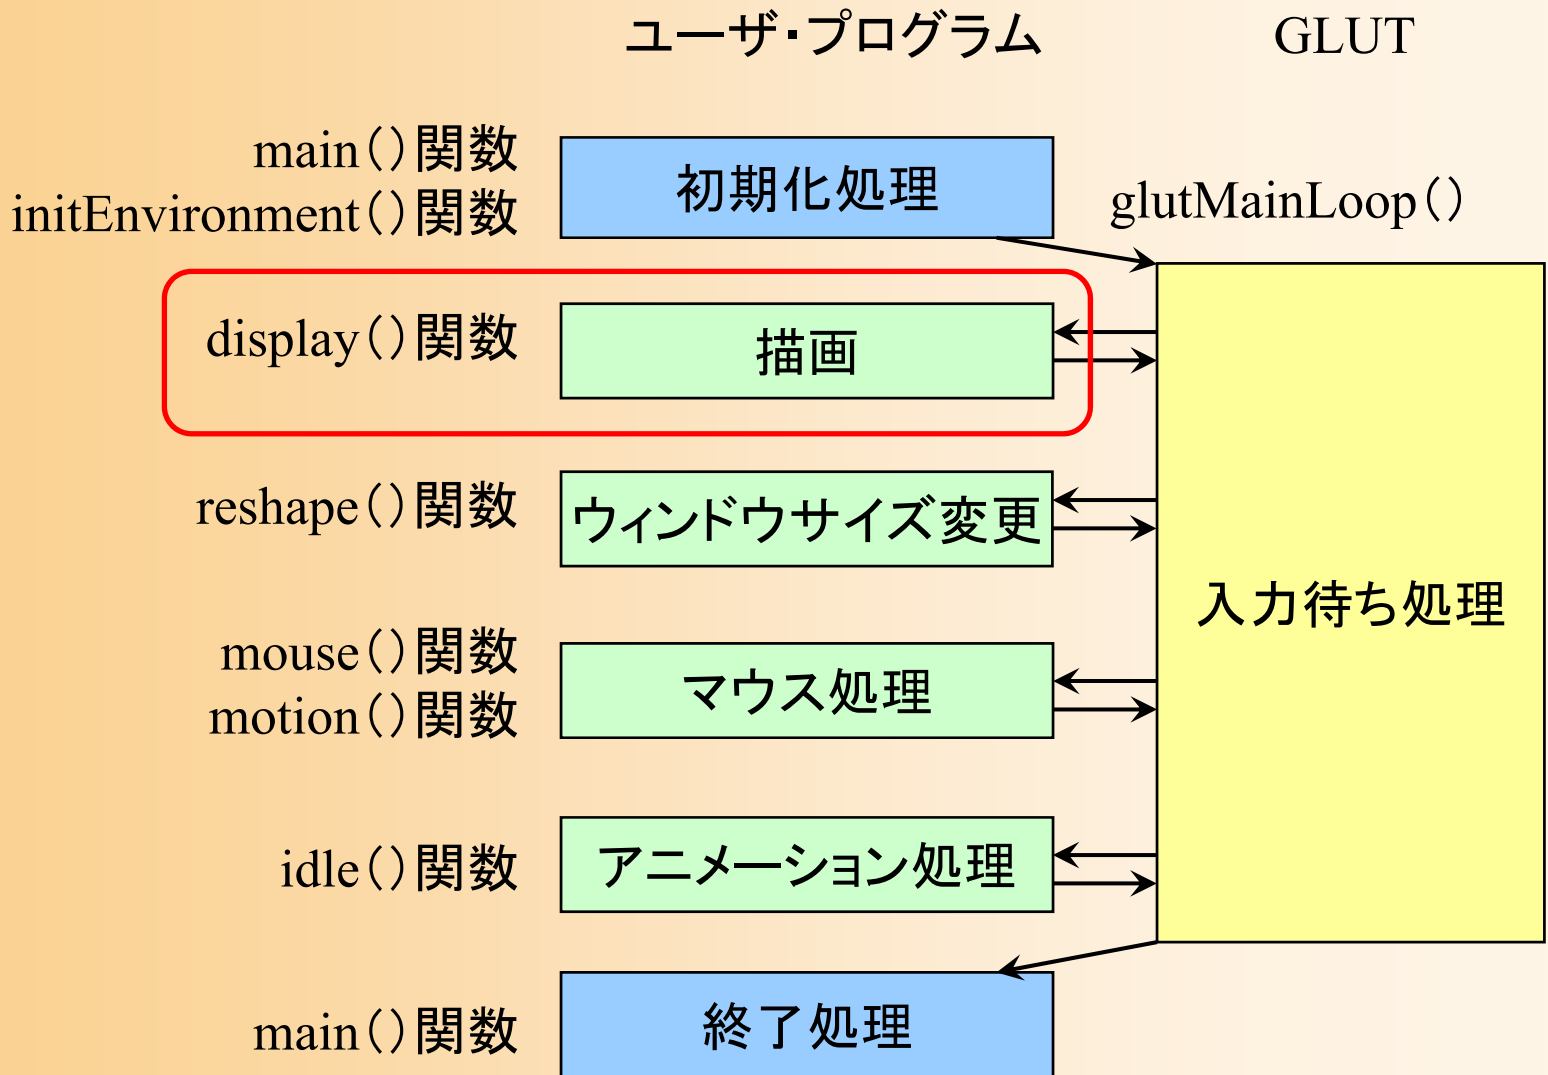 ユーザ・プログラム
GLUT
main()関数
initEnvironment()関数
初期化処理
glutMainLoop()
display()関数
描画
reshape()関数
ウィンドウサイズ変更
入力待ち処理
mouse()関数
motion()関数
マウス処理
idle()関数
アニメーション処理
main()関数
終了処理